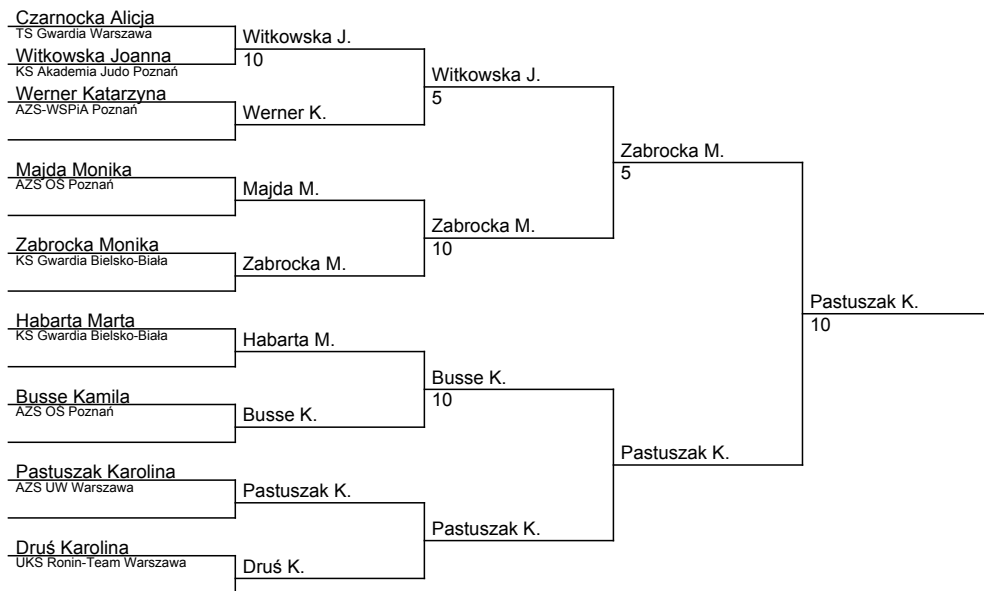 Czarnocka Alicja
TS Gwardia Warszawa
Witkowska J.
10
Witkowska Joanna
KS Akademia Judo Poznań
Witkowska J.
5
Werner Katarzyna
AZS-WSPiA Poznań
Werner K.
Zabrocka M.
5
Majda Monika
AZS OŚ Poznań
Majda M.
Zabrocka M.
10
Zabrocka Monika
KS Gwardia Bielsko-Biała
Zabrocka M.
Pastuszak K.
10
Habarta Marta
KS Gwardia Bielsko-Biała
Habarta M.
Busse K.
10
Busse Kamila
AZS OŚ Poznań
Busse K.
Pastuszak K.
Pastuszak Karolina
AZS UW Warszawa
Pastuszak K.
Pastuszak K.
Druś Karolina
UKS Ronin-Team Warszawa
Druś K.